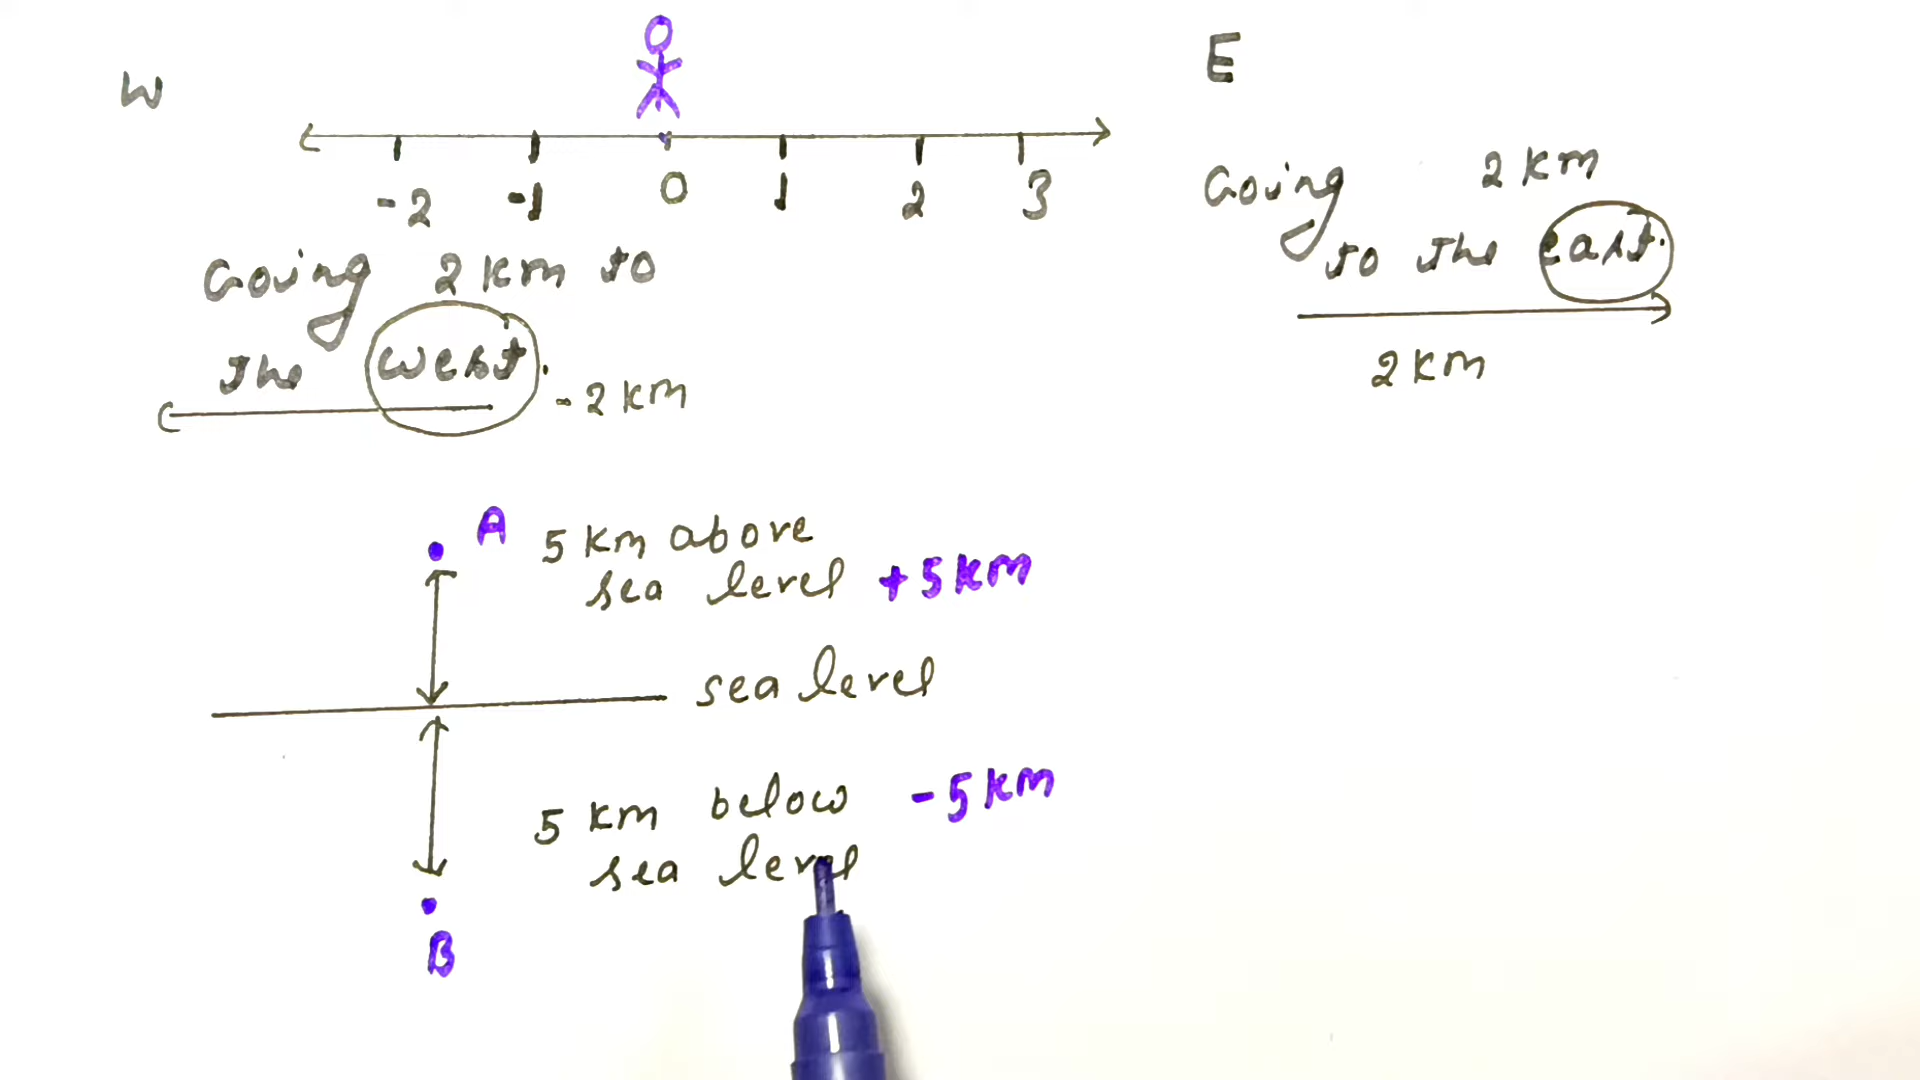 W
E
-2 -1 0 1 2 3
Going 2 km to
the west.
-2 km
Going 2 km
to the east.
2 km
A
5 km above
sea level +5 km
sea level
5 km below -5 km
sea level
B